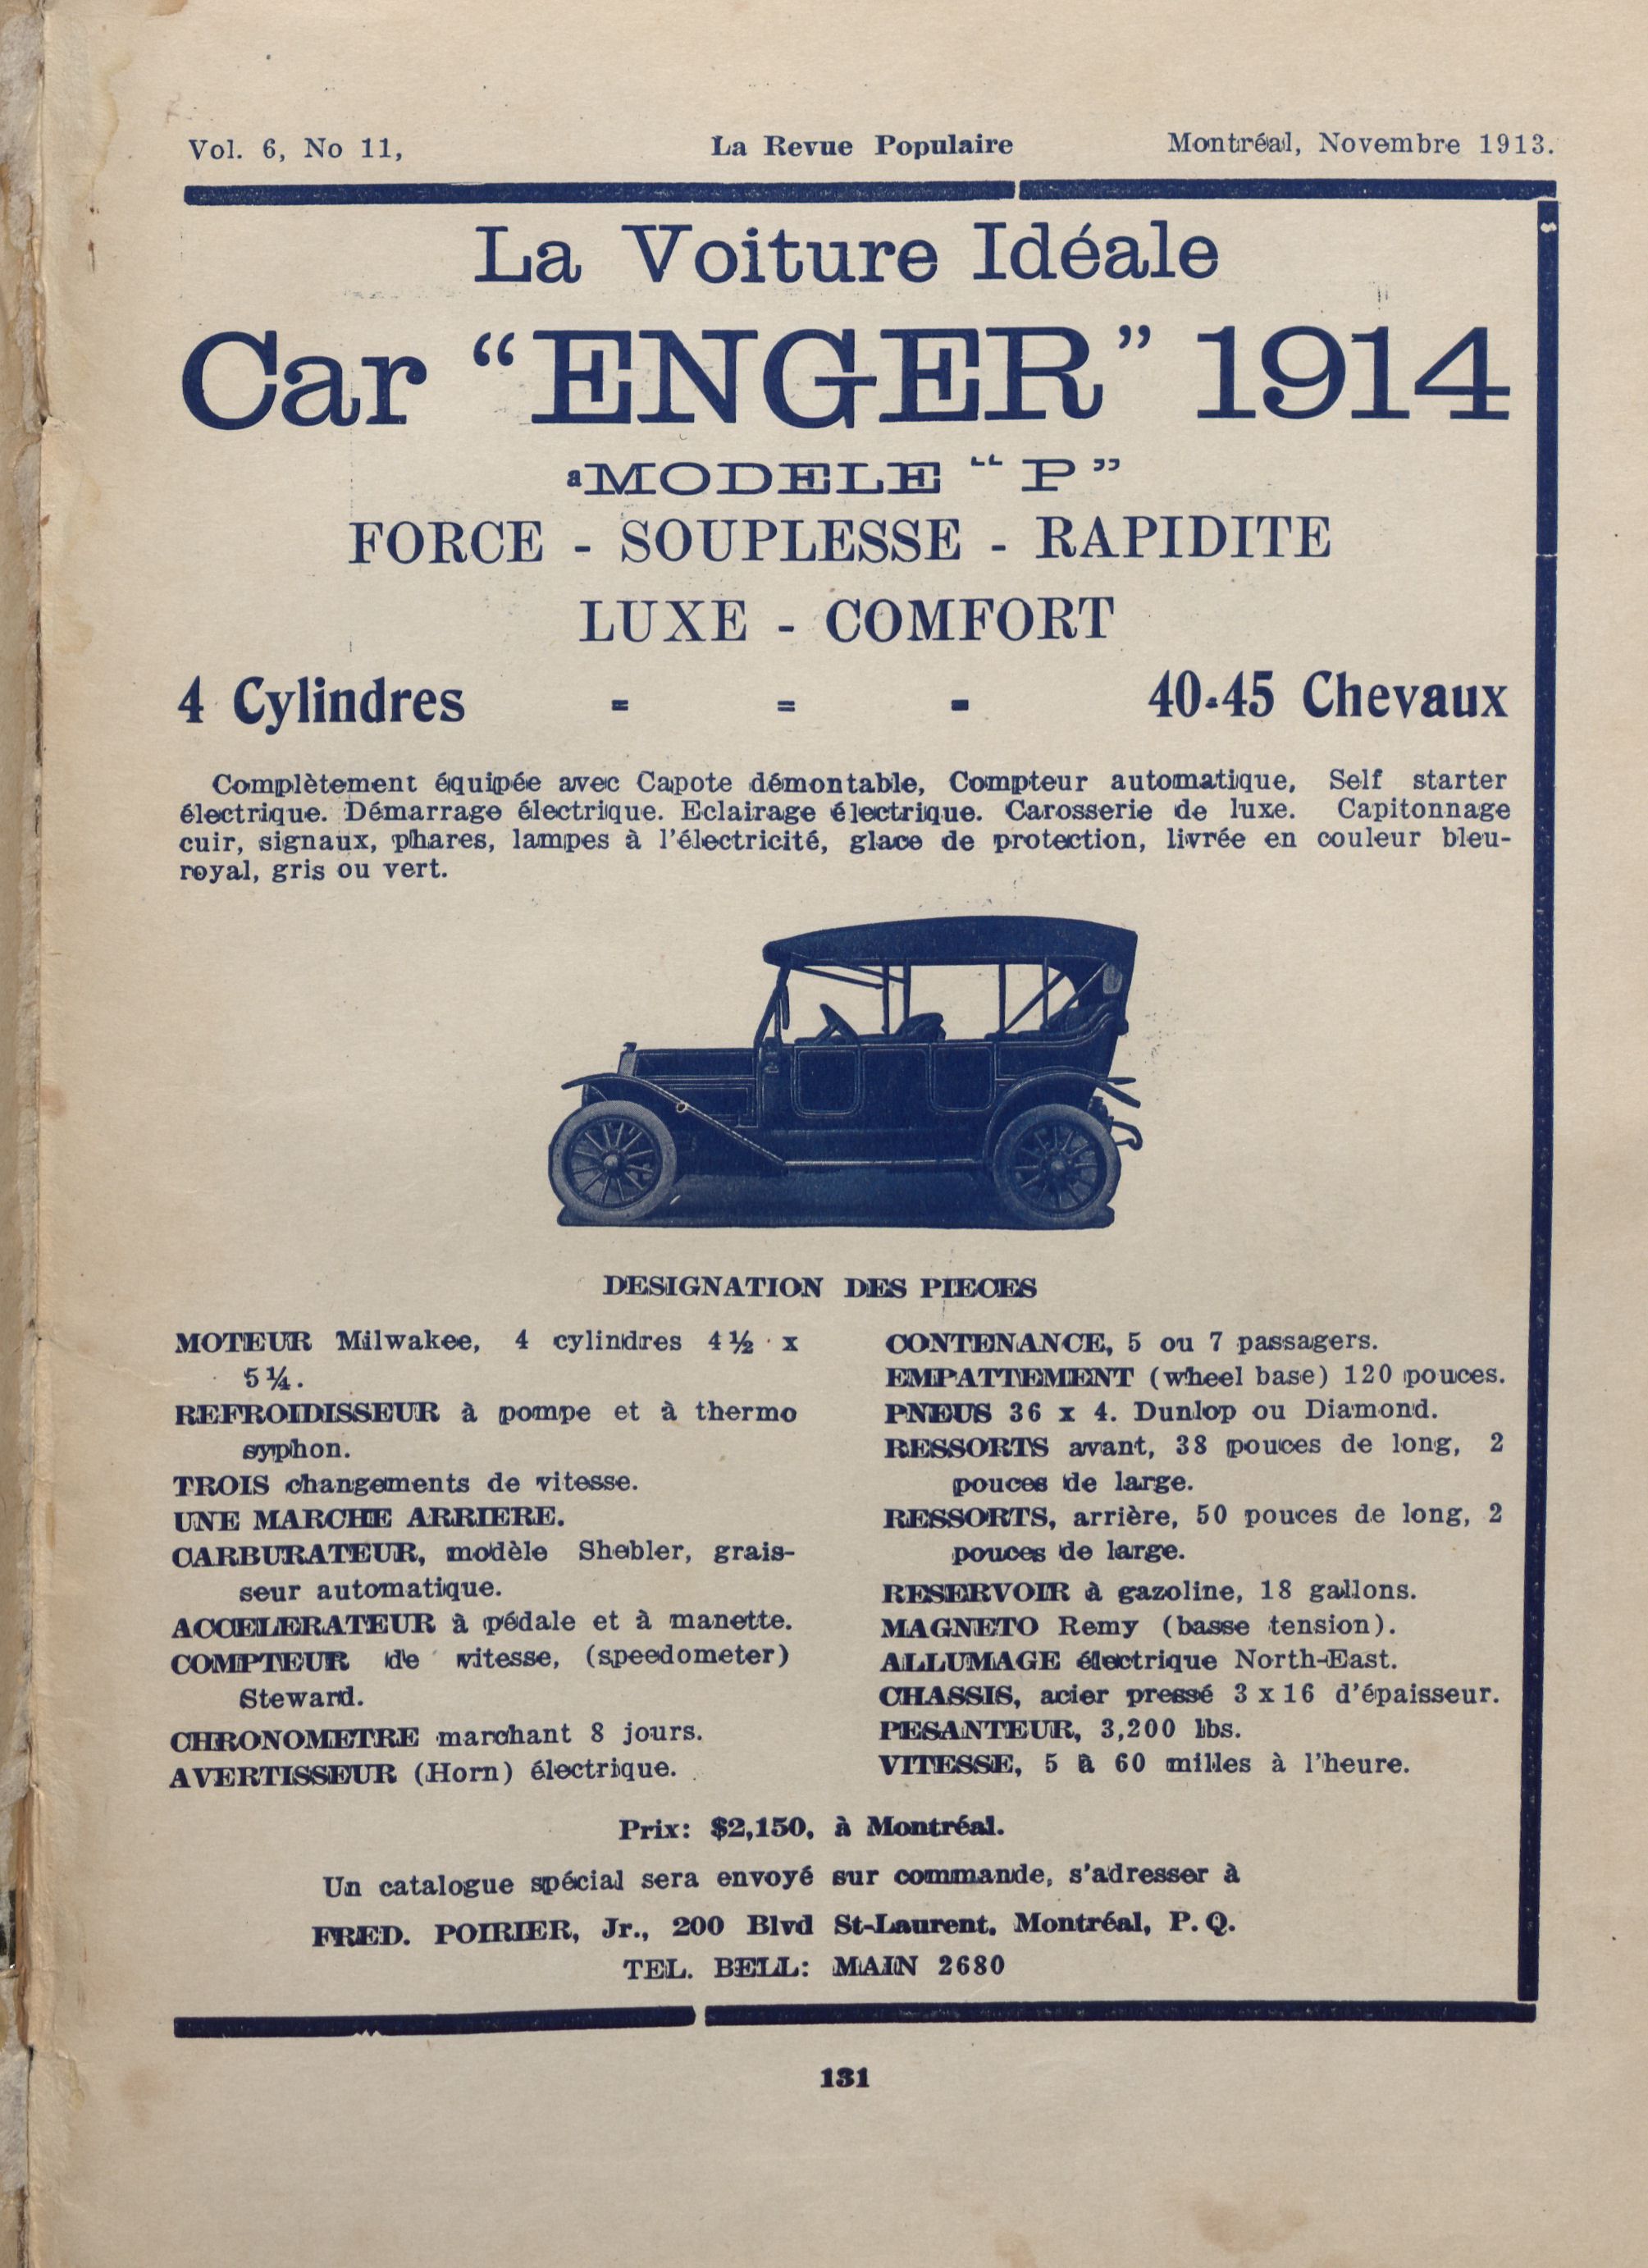 Vol. 6, No 11,
La Revue Populaire
Montréal, Novembre 1913.
La Voiture Idéale
Car “ENGER” 1914
aMODELE “P”
FORCE - SOUPLESSE - RAPIDITE
LUXE - COMFORT
4 Cylindres = = - 40-45 Chevaux
Complètement équipée avec Capote démontable, Compteur automatique, Self starter
électrique. Démarrage électrique. Eclairage électrique. Carosserie de luxe. Capitonnage
cuir, signaux, phares, lampes à l'électricité, glace de protection, livrée en couleur bleu-
royal, gris ou vert.
DESIGNATION DES PIECES
MOTEUR Milwakee, 4 cylindres 4½ x
5¼.
REFROIDISSEUR à pompe et à thermo
syphon.
TROIS changements de vitesse.
UNE MARCHE ARRIERE.
CARBURATEUR, modèle Shebler, grais-
seur automatique.
ACCELERATEUR à pédale et à manette.
COMPTEUR de vitesse, (speedometer)
Steward.
CHRONOMETRE marchant 8 jours.
AVERTISSEUR (Horn) électrique.
CONTENANCE, 5 ou 7 passagers.
EMPATTEMENT (wheel base) 120 pouces.
PNEUS 36 x 4. Dunlop ou Diamond.
RESSORTS avant, 38 pouces de long, 2
pouces de large.
RESSORTS, arrière, 50 pouces de long, 2
pouces de large.
RESERVOIR à gazoline, 18 gallons.
MAGNETO Remy (basse tension).
ALLUMAGE électrique North-East.
CHASSIS, acier pressé 3 x 16 d'épaisseur.
PESANTEUR, 3,200 lbs.
VITESSE, 5 à 60 milles à l'heure.
Prix: $2,150, à Montréal.
Un catalogue spécial sera envoyé sur commande, s'adresser à
FRED. POIRIER, Jr., 200 Blvd St-Laurent, Montréal, P. Q.
TEL. BELL: MAIN 2680
131